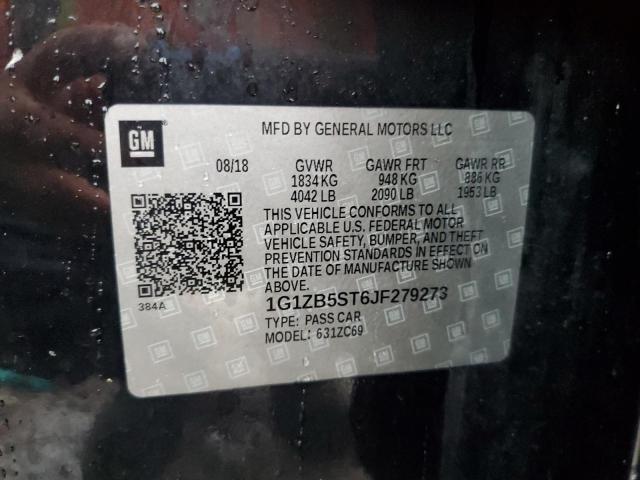 GM
MFD BY GENERAL MOTORS LLC
08/18 GVWR GAWR FRT GAWR RR
1834 KG 948 KG 886 KG
4042 LB 2090 LB 1953 LB
THIS VEHICLE CONFORMS TO ALL
APPLICABLE U.S. FEDERAL MOTOR
VEHICLE SAFETY, BUMPER, AND THEFT
PREVENTION STANDARDS IN EFFECT ON
THE DATE OF MANUFACTURE SHOWN
ABOVE.
384A
1G1ZB5ST6JF279273
TYPE: PASS CAR
MODEL: 631ZC69